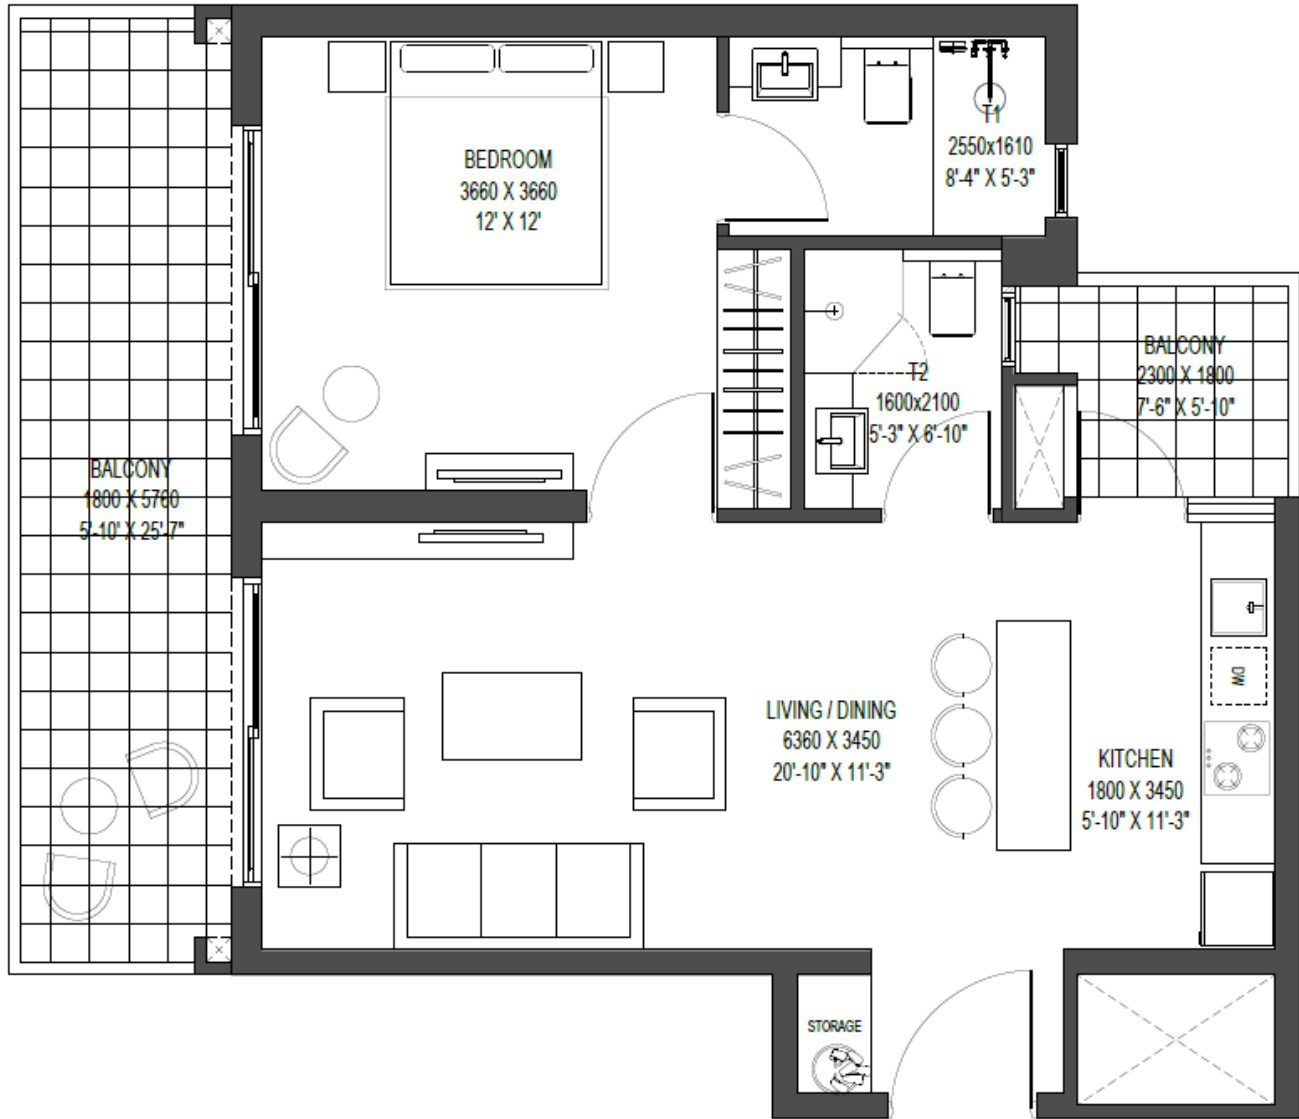 BEDROOM
3660 X 3660
12' X 12'
T1
2550x1610
8'-4" X 5'-3"
BALCONY
2300 X 1800
7'-6" X 5'-10"
T2
1600x2100
5'-3" X 6'-10"
BALCONY
1800 X 5760
5'-10' X 25'-7"
DW
LIVING / DINING
6360 X 3450
20'-10" X 11'-3"
KITCHEN
1800 X 3450
5'-10" X 11'-3"
STORAGE